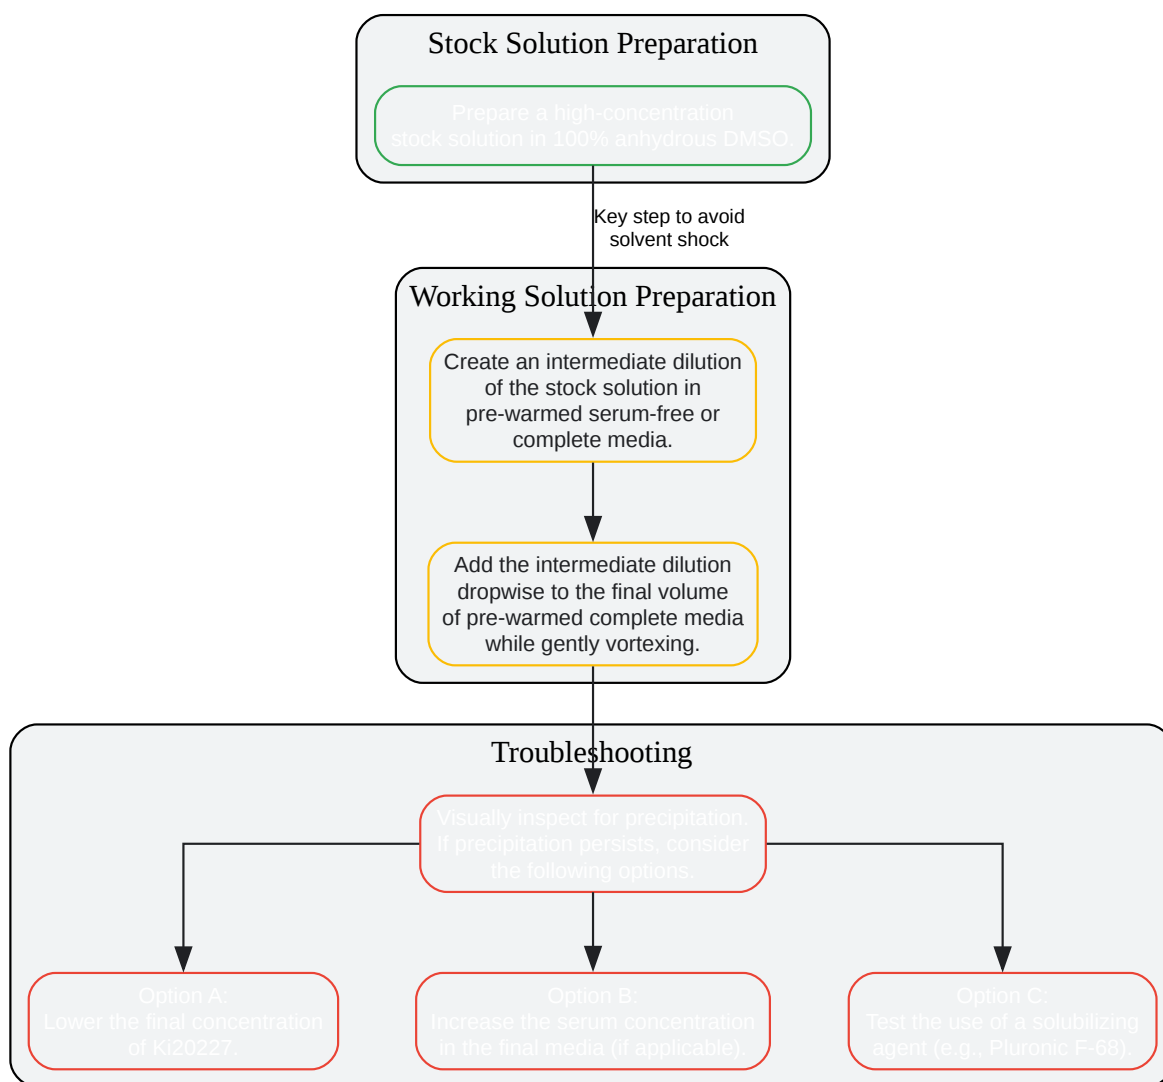 Stock Solution Preparation
Prepare a high-concentration
stock solution in 100% anhydrous DMSO.
Key step to avoid
solvent shock
Working Solution Preparation
Create an intermediate dilution
of the stock solution in
pre-warmed serum-free or
complete media.
Add the intermediate dilution
dropwise to the final volume
of pre-warmed complete media
while gently vortexing.
Troubleshooting
Visually inspect for precipitation.
If precipitation persists, consider
the following options.
Option A:
Lower the final concentration
of Ki20227.
Option B:
Increase the serum concentration
in the final media (if applicable).
Option C:
Test the use of a solubilizing
agent (e.g., Pluronic F-68).